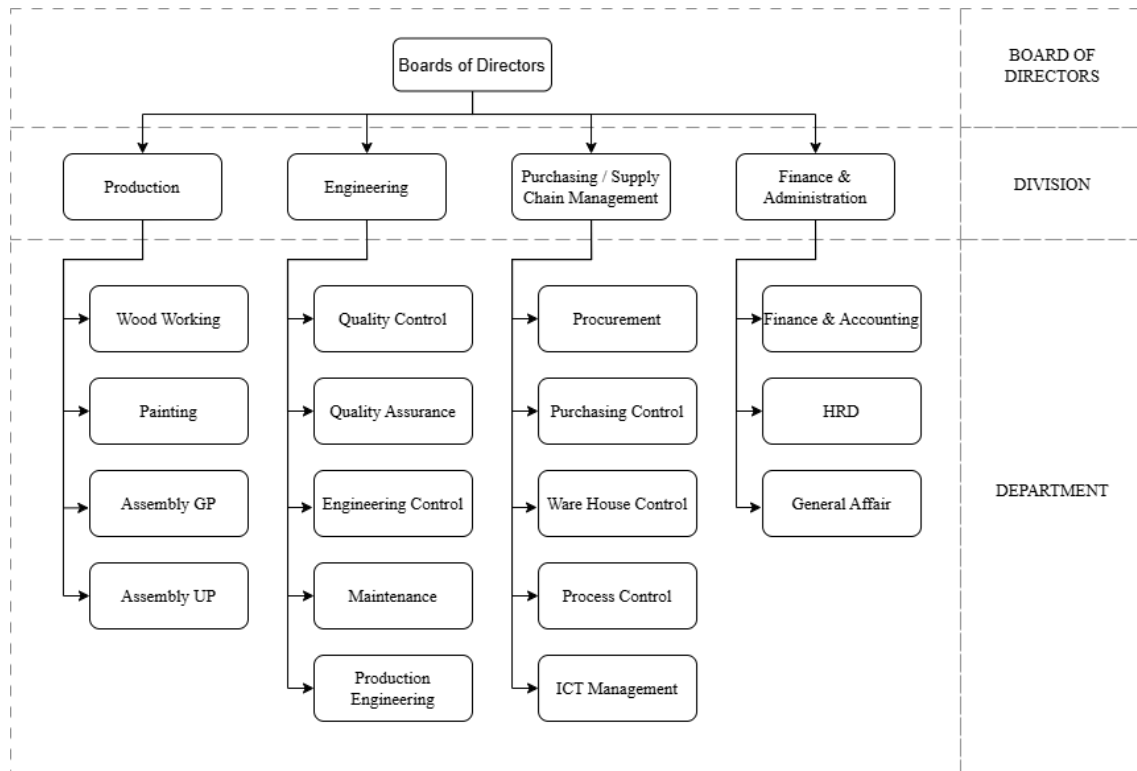 Boards of Directors
BOARD OF
DIRECTORS
Production
Engineering
Purchasing / Supply
Chain Management
Finance &
Administration
DIVISION
Wood Working
Quality Control
Procurement
Finance & Accounting
Painting
Quality Assurance
Purchasing Control
HRD
Assembly GP
Engineering Control
Ware House Control
General Affair
DEPARTMENT
Assembly UP
Maintenance
Process Control
Production
Engineering
ICT Management